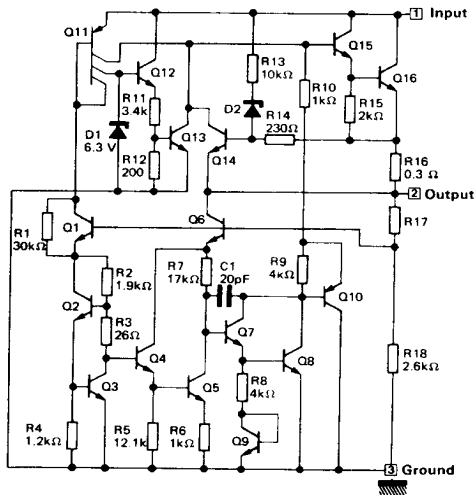 1 Input
Q11
Q15
Q12
R13
10kΩ
Q16
R11
3.4k
R10
1kΩ
R15
2kΩ
D2
R14
230Ω
D1
6.3 V
Q13
R12
200
Q14
R16
0.3 Ω
2 Output
R1
30kΩ
Q1
Q6
R17
R2
1.9kΩ
R7
17kΩ
C1
20pF
R9
4kΩ
Q10
Q2
R3
26Ω
Q4
Q7
Q8
R18
2.6kΩ
Q3
Q5
R8
4kΩ
R4
1.2kΩ
R5
12.1k
R6
1kΩ
Q9
3 Ground